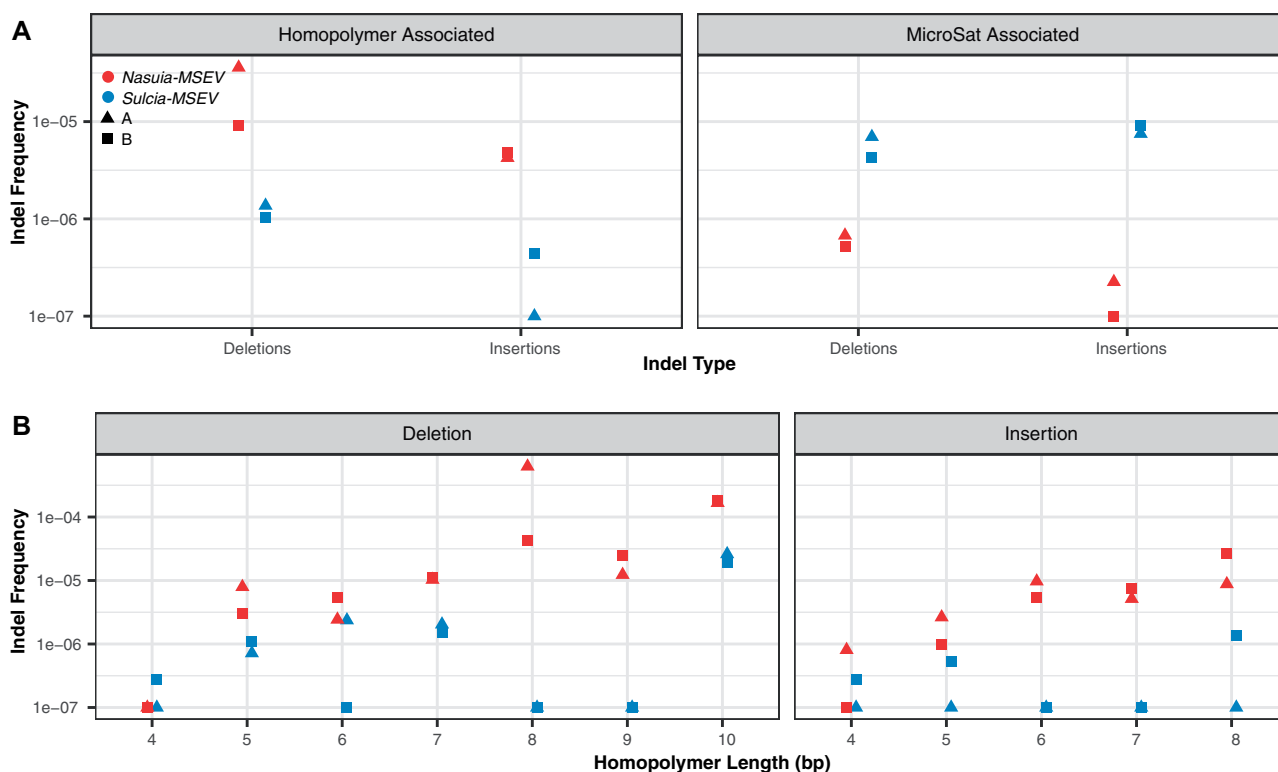 A
Homopolymer Associated
MicroSat Associated
Nasuia-MSEV
Sulcia-MSEV
A
B
Indel Frequency
1e−05
1e−06
1e−07
Deletions
Insertions
Deletions
Insertions
Indel Type
B
Deletion
Insertion
Indel Frequency
1e−04
1e−05
1e−06
1e−07
4 5 6 7 8 9 10
4 5 6 7 8
Homopolymer Length (bp)